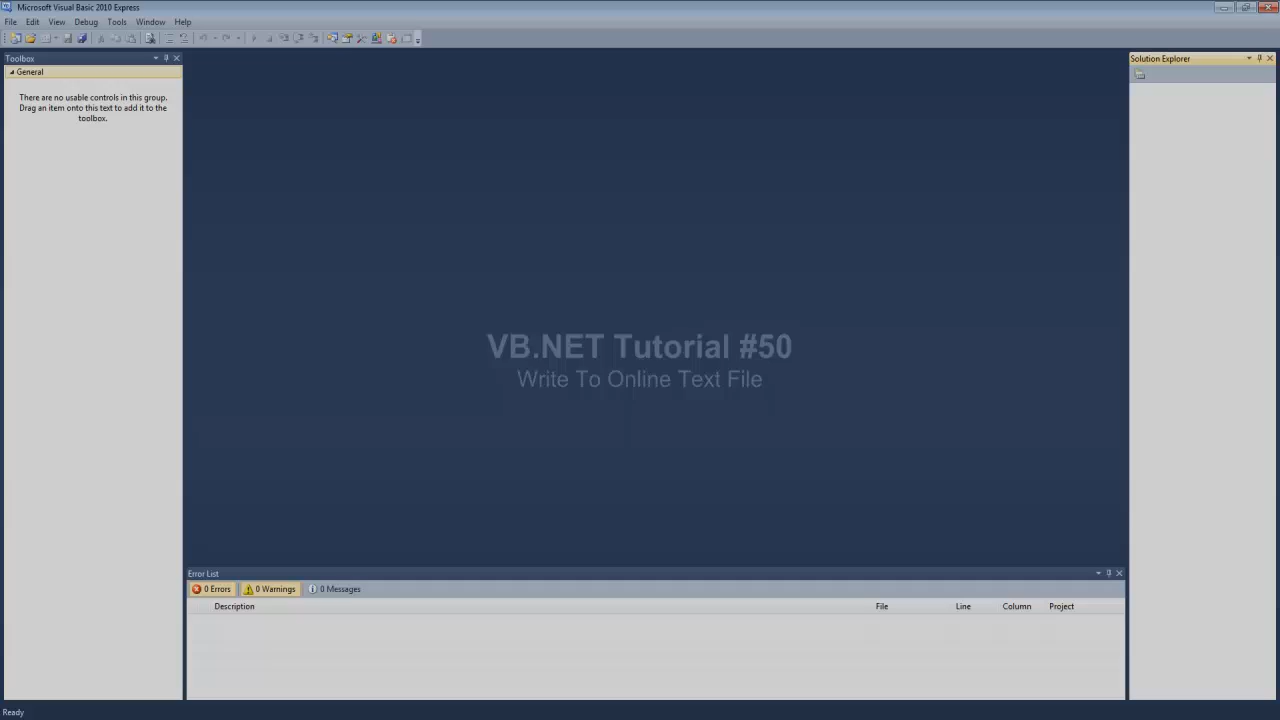 Microsoft Visual Basic 2010 Express
File Edit View Debug Tools Window Help
Toolbox
General
There are no usable controls in this group.
Drag an item onto this text to add it to the
toolbox.
Solution Explorer
VB.NET Tutorial #50
Write To Online Text File
Error List
0 Errors 0 Warnings 0 Messages
Description File Line Column Project
Ready